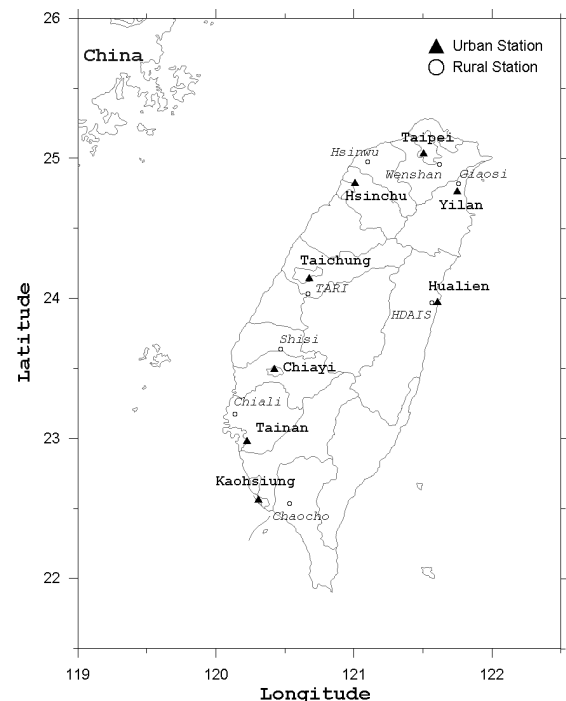 26
China
Urban Station
Rural Station
Taipei
Hsinwu
25
Wenshan
Giaosi
Hsinchu
Yilan
Taichung
TARI
Hualien
24
HDAIS
Shisi
Chiayi
Chiali
Tainan
23
Kaohsiung
Chaocho
22
Latitude
119
120
121
122
Longitude